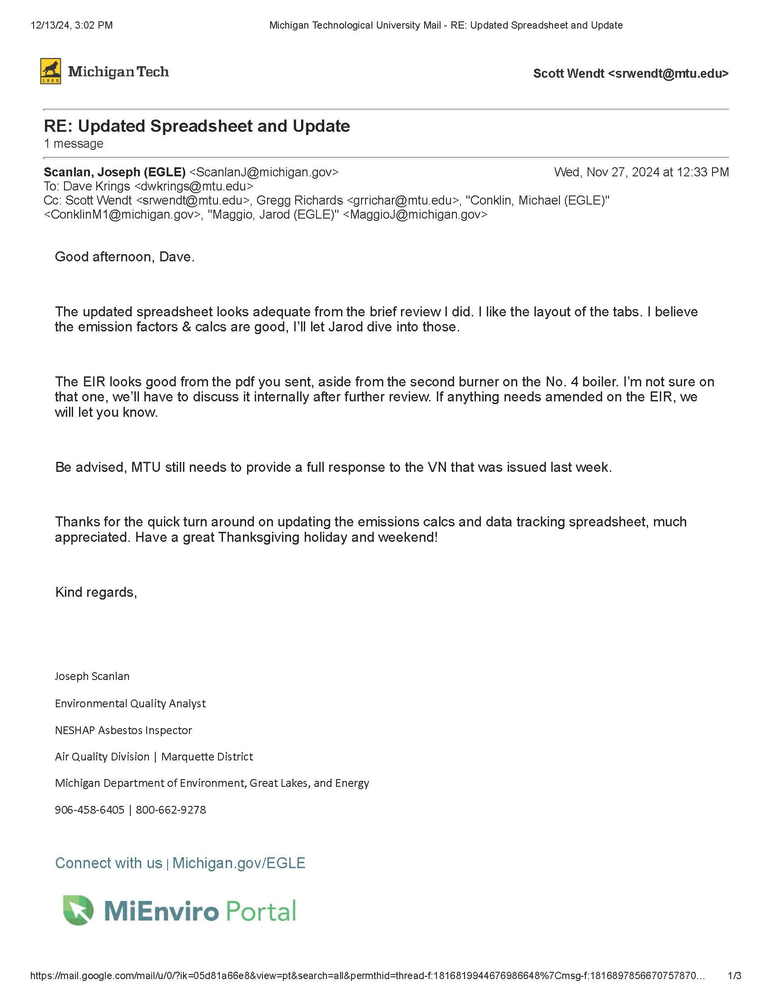 12/13/24, 3:02 PM
Michigan Technological University Mail - RE: Updated Spreadsheet and Update
1885
Michigan Tech
Scott Wendt <srwendt@mtu.edu>
RE: Updated Spreadsheet and Update
1 message
Scanlan, Joseph (EGLE) <ScanlanJ@michigan.gov>
Wed, Nov 27, 2024 at 12:33 PM
To: Dave Krings <dwkrings@mtu.edu>
Cc: Scott Wendt <srwendt@mtu.edu>, Gregg Richards <grrichar@mtu.edu>, "Conklin, Michael (EGLE)"
<ConklinM1@michigan.gov>, "Maggio, Jarod (EGLE)" <MaggioJ@michigan.gov>
Good afternoon, Dave.
The updated spreadsheet looks adequate from the brief review I did. I like the layout of the tabs. I believe
the emission factors & calcs are good, I’ll let Jarod dive into those.
The EIR looks good from the pdf you sent, aside from the second burner on the No. 4 boiler. I’m not sure on
that one, we’ll have to discuss it internally after further review. If anything needs amended on the EIR, we
will let you know.
Be advised, MTU still needs to provide a full response to the VN that was issued last week.
Thanks for the quick turn around on updating the emissions calcs and data tracking spreadsheet, much
appreciated. Have a great Thanksgiving holiday and weekend!
Kind regards,
Joseph Scanlan
Environmental Quality Analyst
NESHAP Asbestos Inspector
Air Quality Division | Marquette District
Michigan Department of Environment, Great Lakes, and Energy
906-458-6405 | 800-662-9278
Connect with us | Michigan.gov/EGLE
MiEnviro Portal
https://mail.google.com/mail/u/0/?ik=05d81a66e8&view=pt&search=all&permthid=thread-f:1816819944676986648%7Cmsg-f:1816897856670757870…
1/3